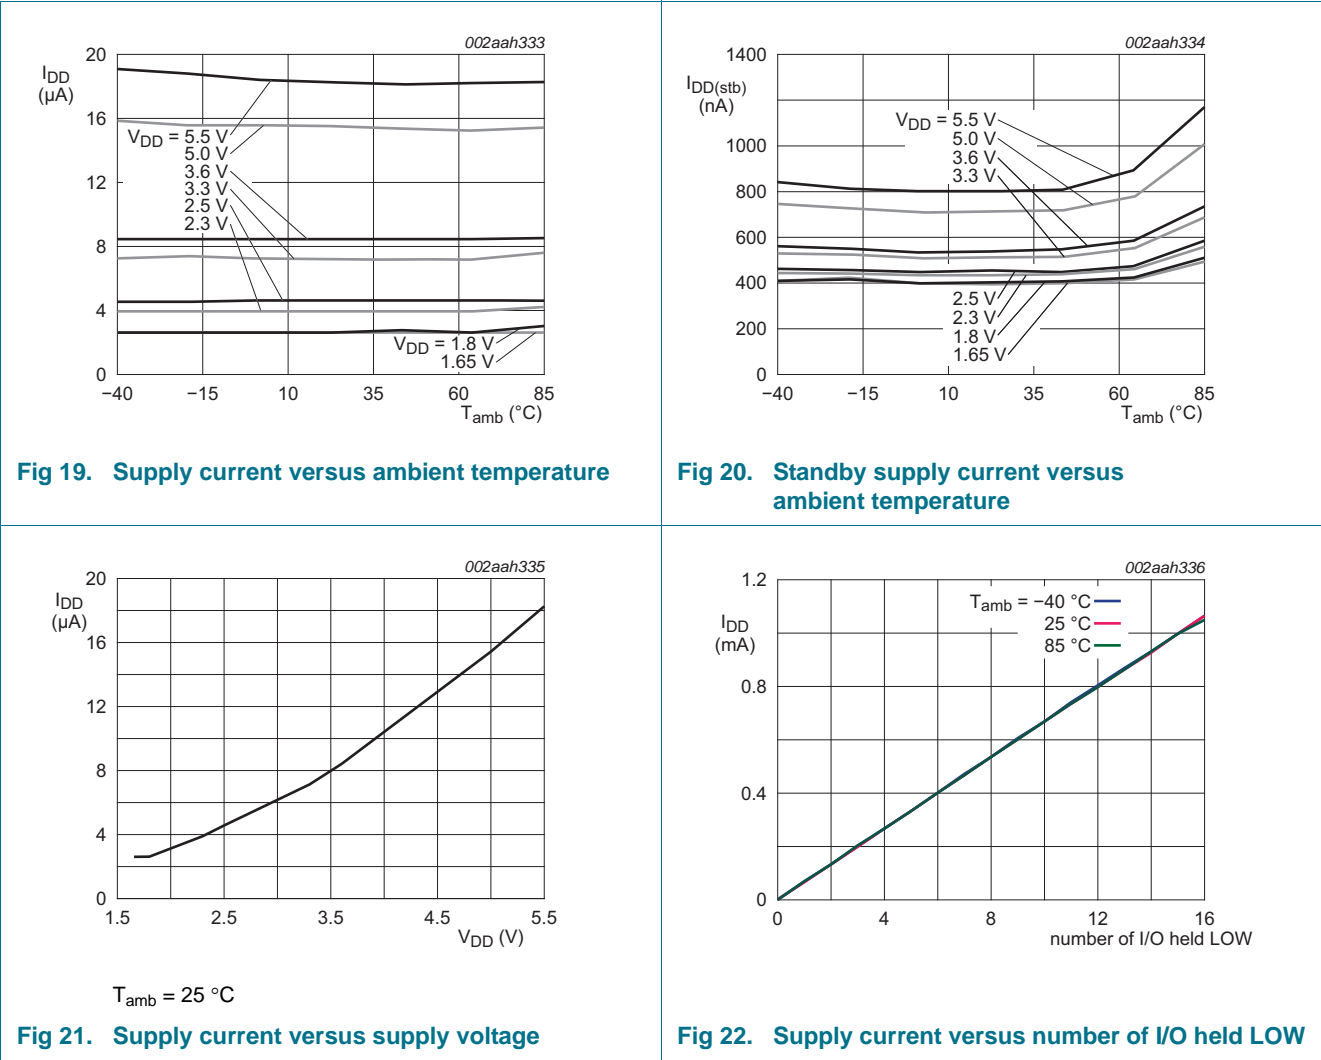 002aah333
20
IDD
(μA)
16
12
8
4
0
VDD = 5.5 V
5.0 V
3.6 V
3.3 V
2.5 V
2.3 V
VDD = 1.8 V
1.65 V
−40 −15 10 35 60 85
Tamb (°C)
Fig 19. Supply current versus ambient temperature
002aah334
1400
IDD(stb)
(nA)
1000
800
600
400
200
0
VDD = 5.5 V
5.0 V
3.6 V
3.3 V
2.5 V
2.3 V
1.8 V
1.65 V
−40 −15 10 35 60 85
Tamb (°C)
Fig 20. Standby supply current versus
ambient temperature
002aah335
20
IDD
(μA)
16
12
8
4
0
1.5 2.5 3.5 4.5 5.5
VDD (V)
Tamb = 25 °C
Fig 21. Supply current versus supply voltage
002aah336
1.2
IDD
(mA)
0.8
0.4
0
Tamb = −40 °C
25 °C
85 °C
0 4 8 12 16
number of I/O held LOW
Fig 22. Supply current versus number of I/O held LOW